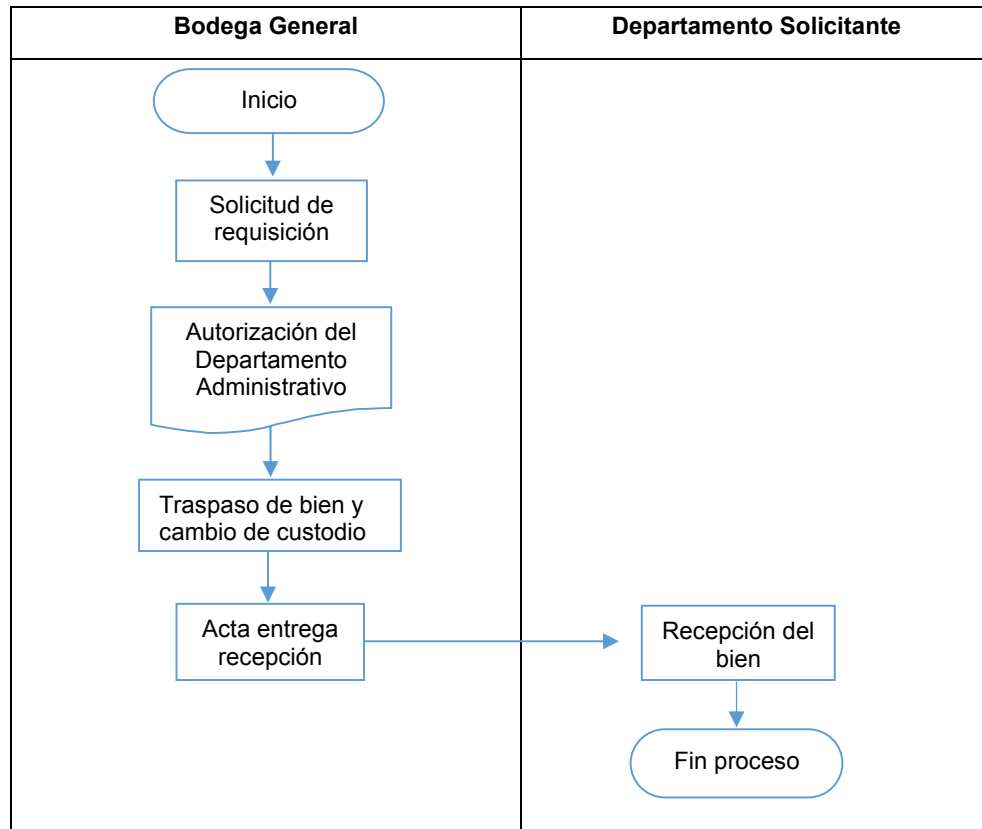 Bodega General
Departamento Solicitante
Inicio
Solicitud de
requisición
Autorización del
Departamento
Administrativo
Traspaso de bien y
cambio de custodio
Acta entrega
recepción
Recepción del
bien
Fin proceso